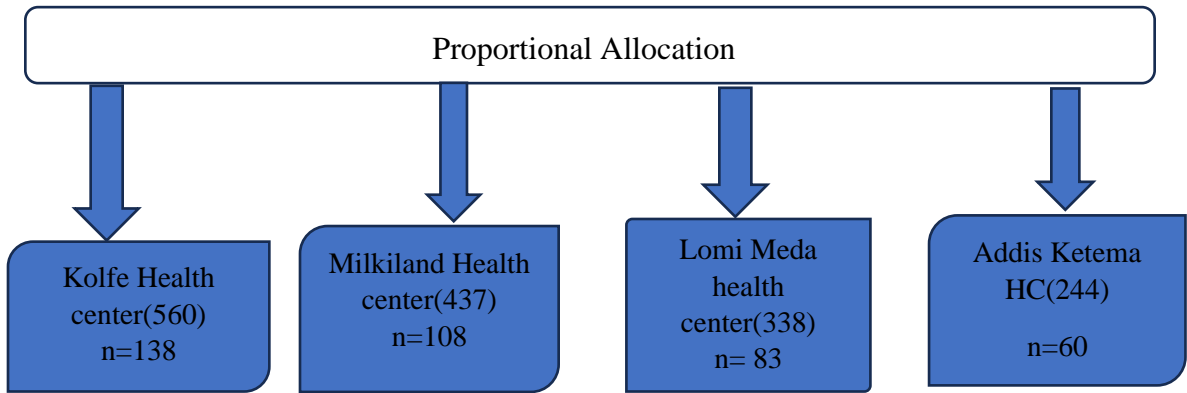 Proportional Allocation
Kolfe Health
center(560)
n=138
Milkiland Health
center(437)
n=108
Lomi Meda
health
center(338)
n= 83
Addis Ketema
HC(244)
n=60